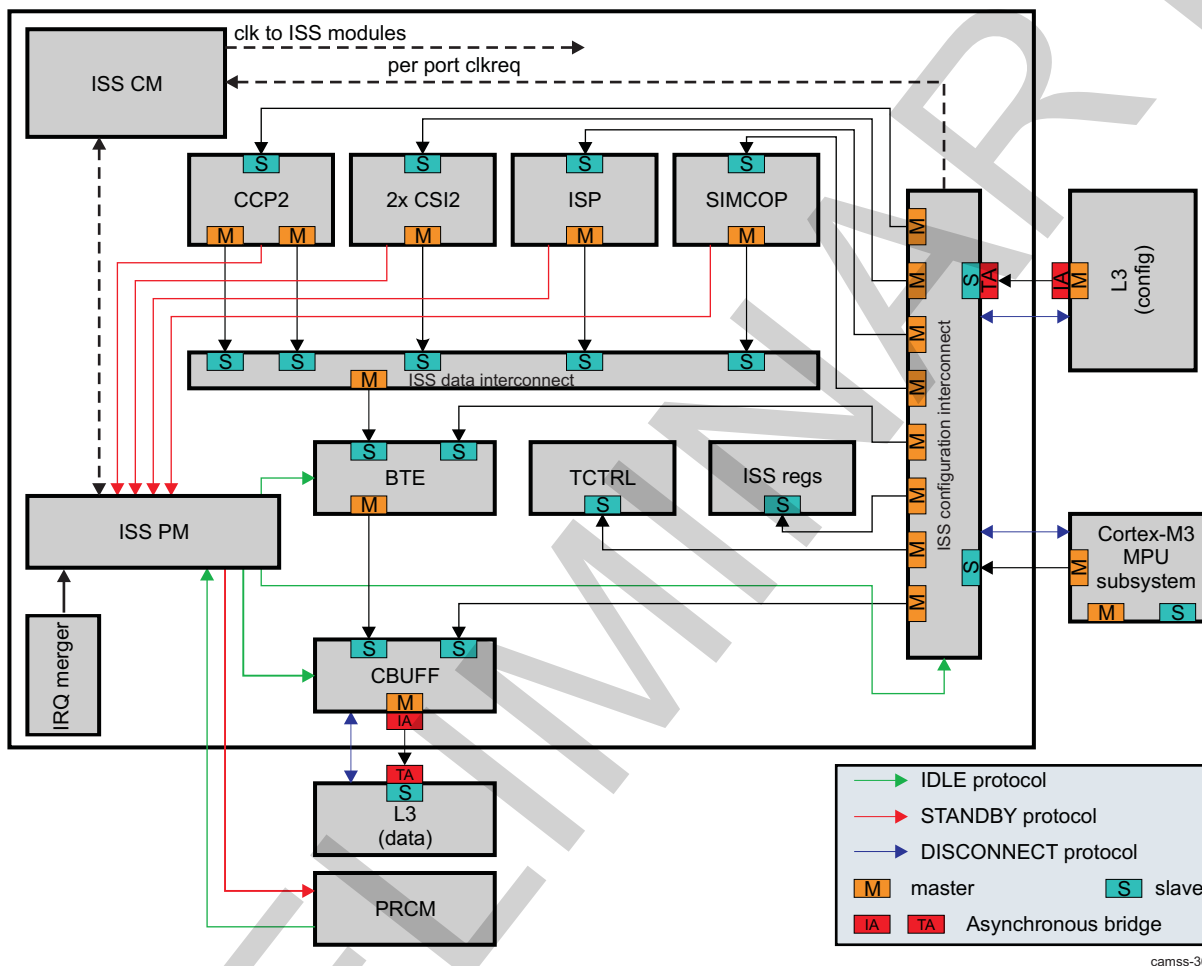 clk to ISS modules
per port clkreq
ISS CM
S
S
S
S
CCP2
2x CSI2
ISP
SIMCOP
M
M
M
M
M
S
S
S
S
S
M
ISS data interconnect
S
S
BTE
M
TCTRL
S
ISS regs
S
ISS PM
IRQ merger
S
S
CBUFF
M
IA
TA
S
L3
(data)
PRCM
M
M
M
M
M
M
M
M
ISS configuration interconnect
S
TA
IA
M
L3
(config)
S
Cortex-M3
MPU
subsystem
M
M
S
IDLE protocol
STANDBY protocol
DISCONNECT protocol
M master
S slave
IA TA Asynchronous bridge
PRELIMINARY